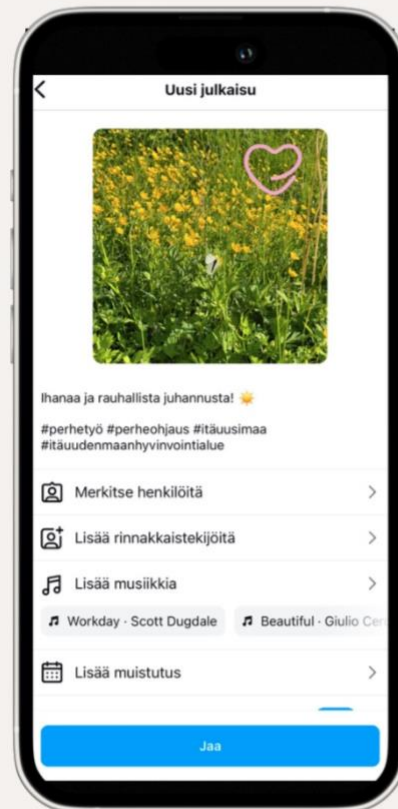 Uusi julkaisu
Ihanaa ja rauhallista juhannusta! ☀️
#perhetyö #perheohjaus #itäuusimaa
#itäuudenmaanhyvinvointialue
Merkitse henkilöitä
Lisää rinnakkaistekijöitä
Lisää musiikkia
Workday · Scott Dugdale
Beautiful · Giulio
Lisää muistutus
Jaa